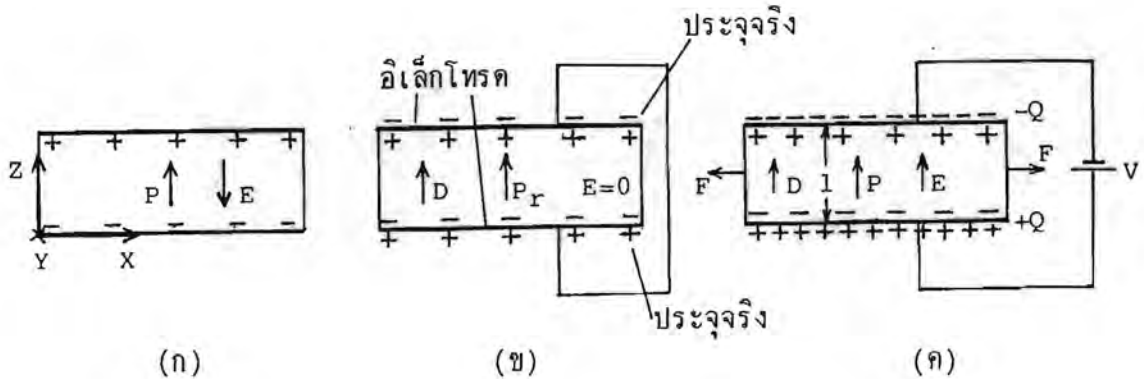 ประจุจริง
อิเล็กโทรด
Z
P
E
Y
X
D
P_r
E=0
ประจุจริง
-Q
F
D
l
P
E
F
V
+Q
(ก)
(ข)
(ค)